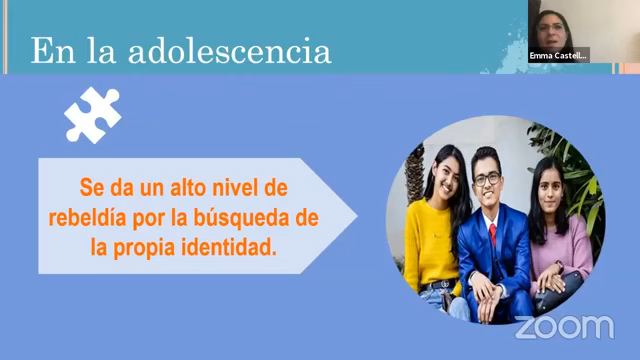 En la adolescencia
Emma Castell...
Se da un alto nivel de
rebeldía por la búsqueda de
la propia identidad.
zoom